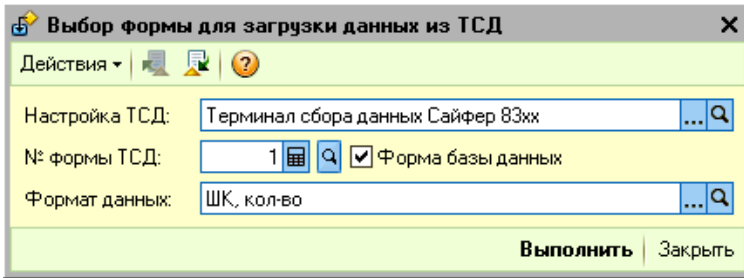 Выбор формы для загрузки данных из ТСД
Действия
Настройка ТСД: Терминал сбора данных Сайфер 83xx ...
№ формы ТСД: 1 Форма базы данных
Формат данных: ШК, кол-во ...
Выполнить Закрыть